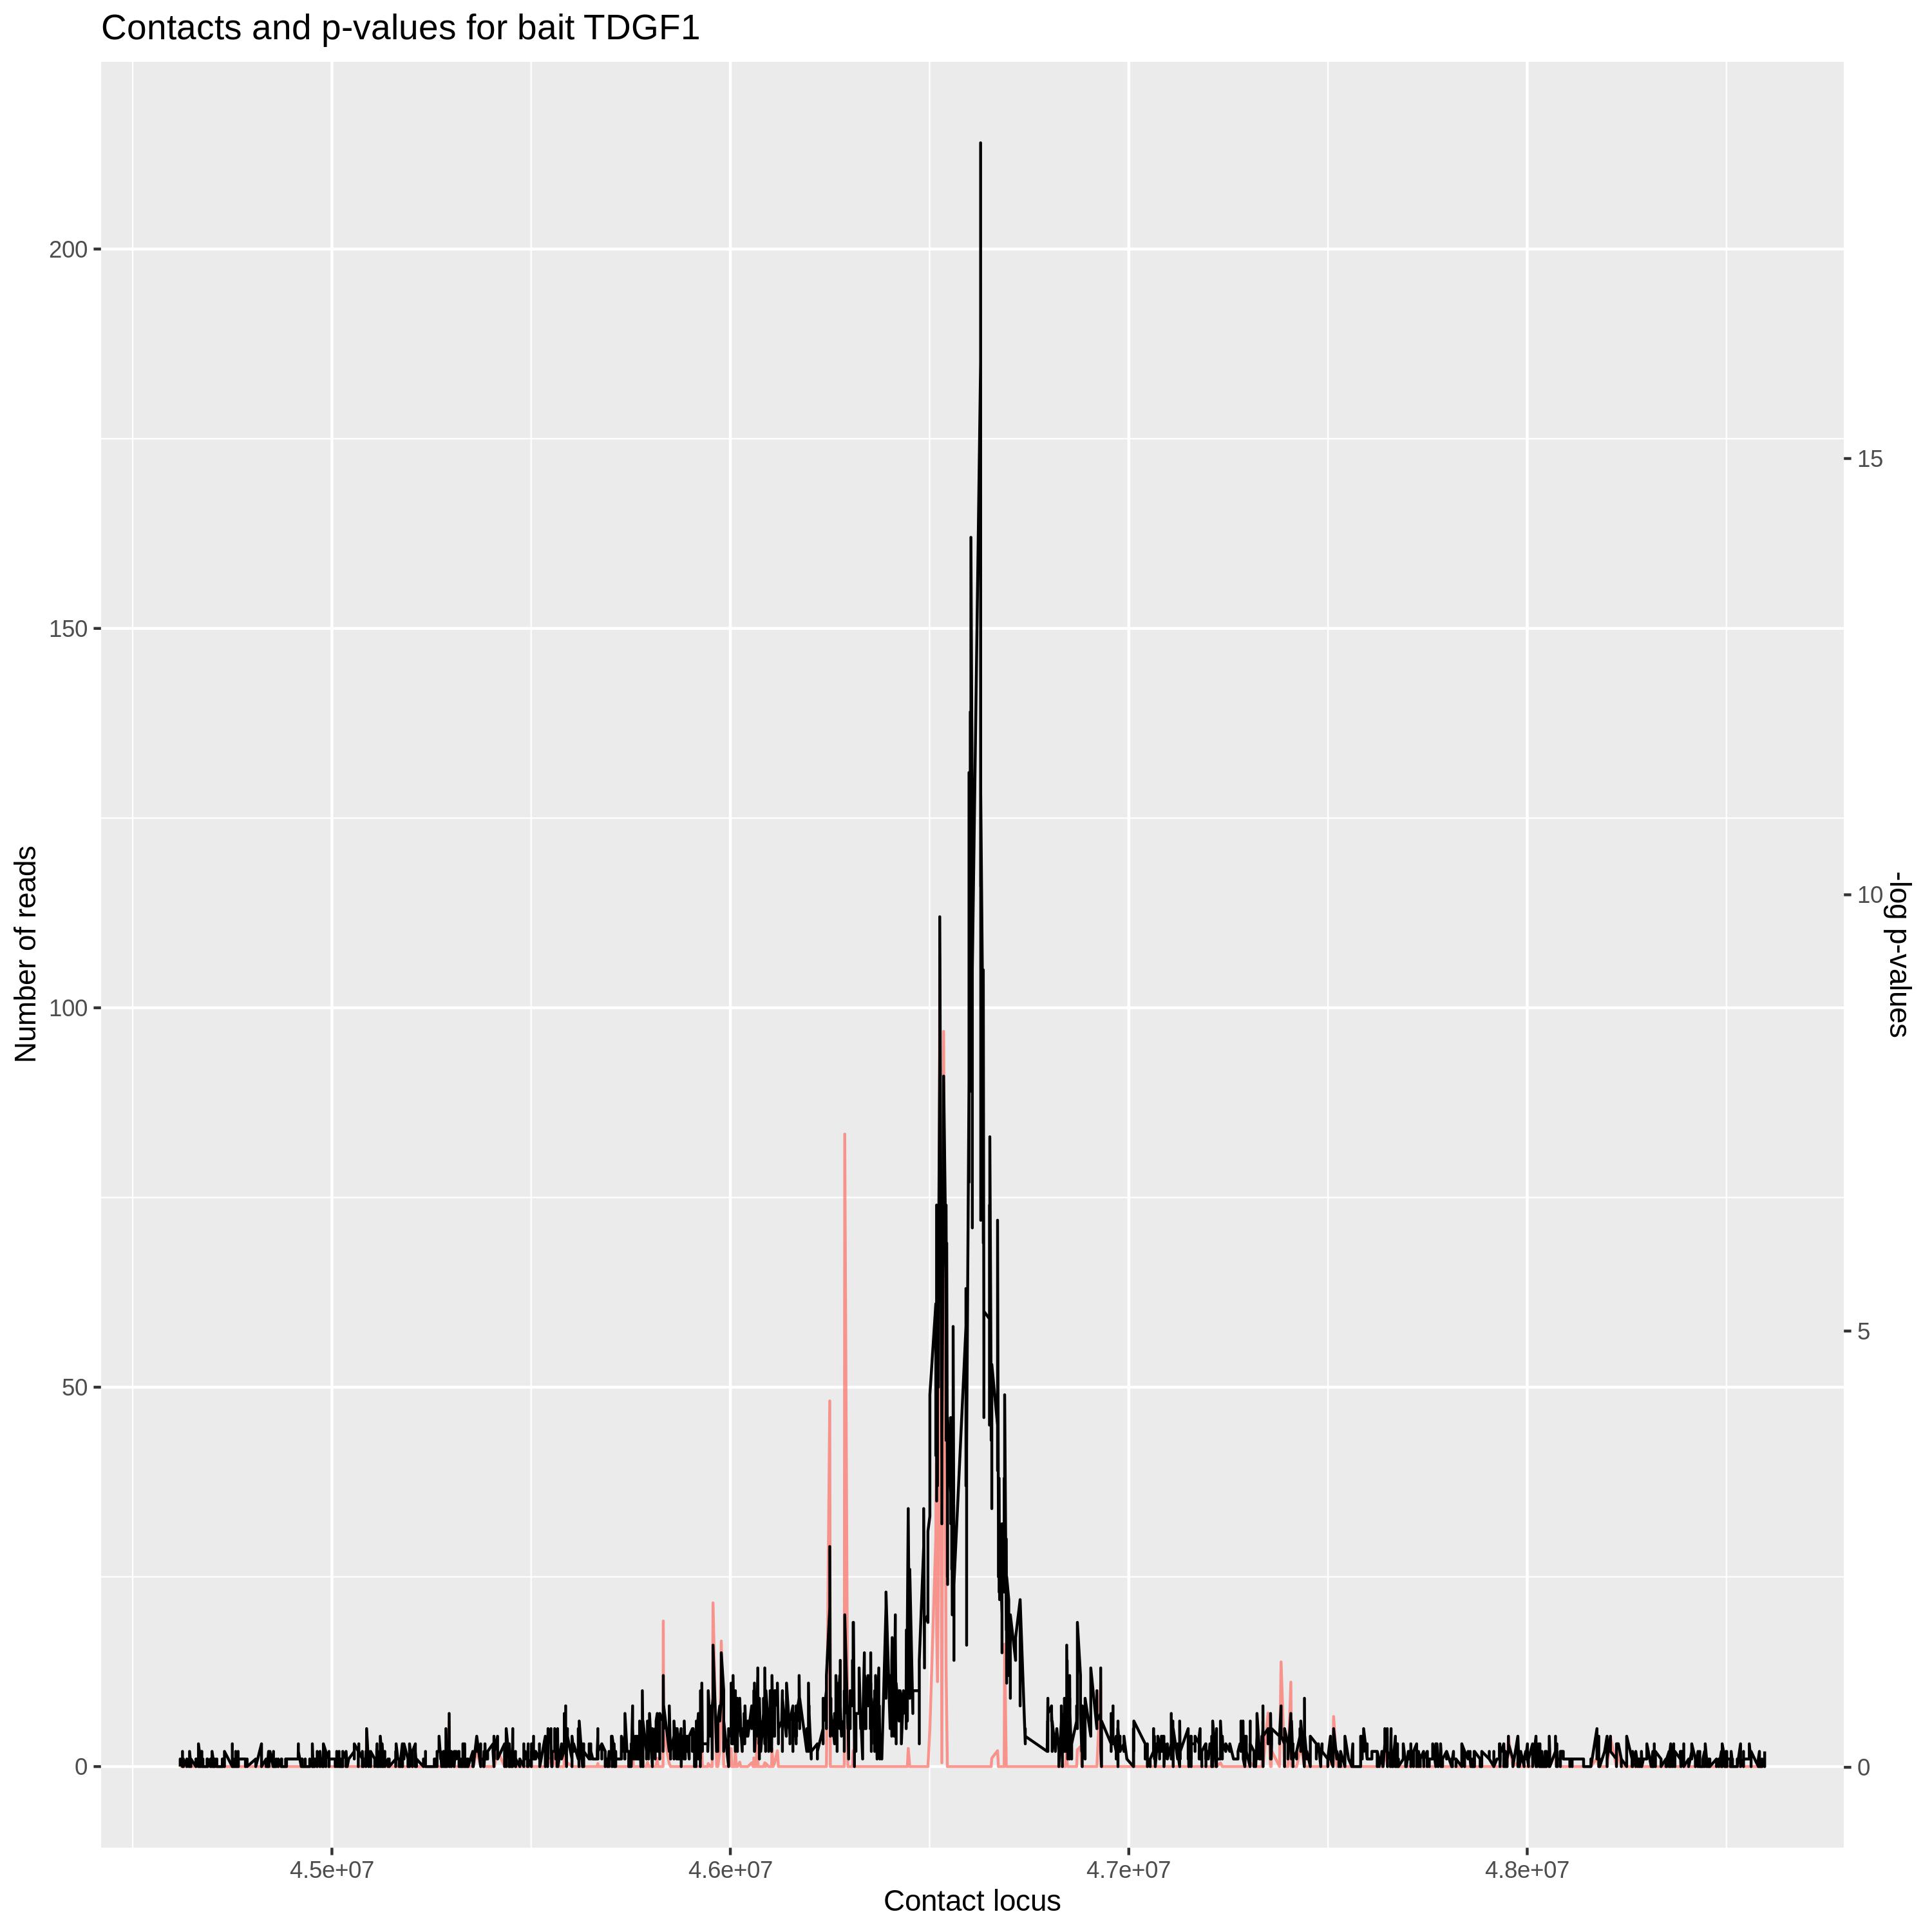 Contacts and p-values for bait TDGF1
Number of reads
200
150
100
50
0
15
10
5
0
-log p-values
4.5e+07 4.6e+07 4.7e+07 4.8e+07
Contact locus